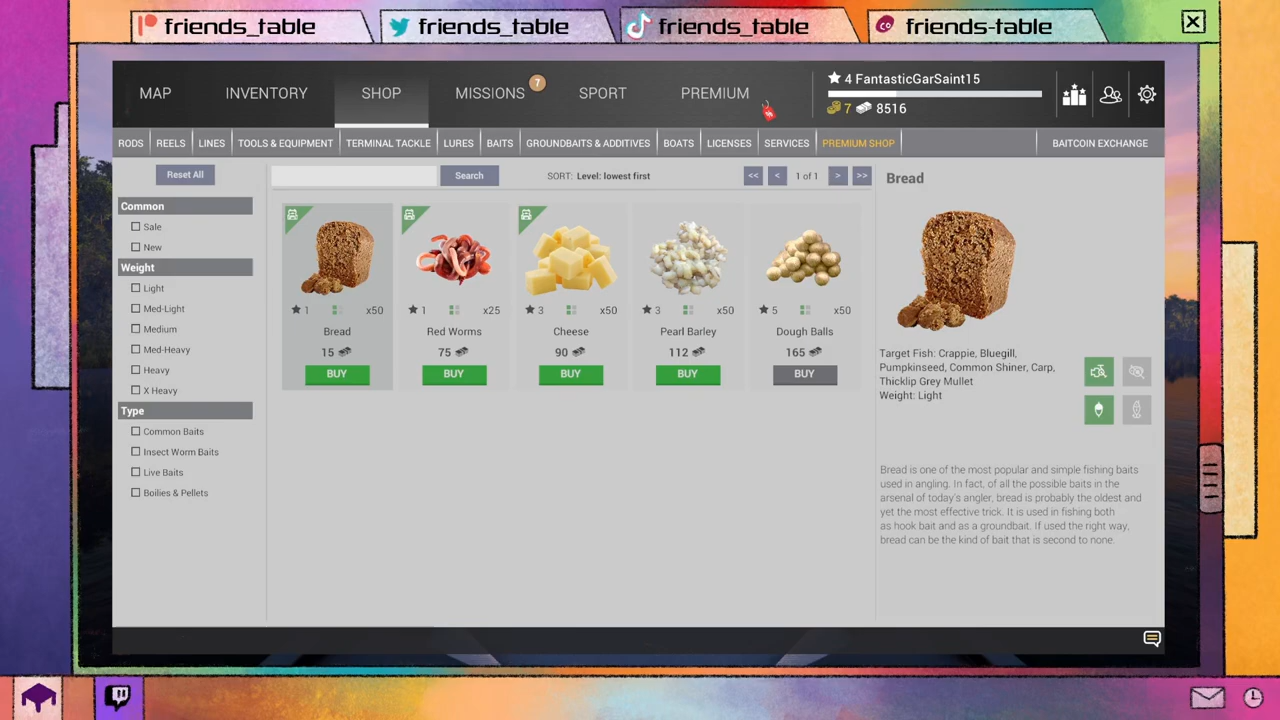 friends_table
friends_table
friends_table
friends-table
MAP
INVENTORY
SHOP
MISSIONS
7
SPORT
PREMIUM
4 FantasticGarSaint15
7
8516
RODS
REELS
LINES
TOOLS & EQUIPMENT
TERMINAL TACKLE
LURES
BAITS
GROUNDBAITS & ADDITIVES
BOATS
LICENSES
SERVICES
PREMIUM SHOP
BAITCOIN EXCHANGE
Reset All
Search
SORT: Level: lowest first
<<
<
1 of 1
>
>>
Common
Sale
New
Weight
Light
Med-Light
Medium
Med-Heavy
Heavy
X Heavy
Type
Common Baits
Insect Worm Baits
Live Baits
Boilies & Pellets
1
x50
Bread
15
BUY
1
x25
Red Worms
75
BUY
3
x50
Cheese
90
BUY
3
x50
Pearl Barley
112
BUY
5
x50
Dough Balls
165
BUY
Bread
Target Fish: Crappie, Bluegill,
Pumpkinseed, Common Shiner, Carp,
Thicklip Grey Mullet
Weight: Light
Bread is one of the most popular and simple fishing baits
used in angling. In fact, of all the possible baits in the
arsenal of today's angler, bread is probably the oldest and
yet the most effective trick. It is used in fishing both
as hook bait and as a groundbait. If used the right way,
bread can be the kind of bait that is second to none.